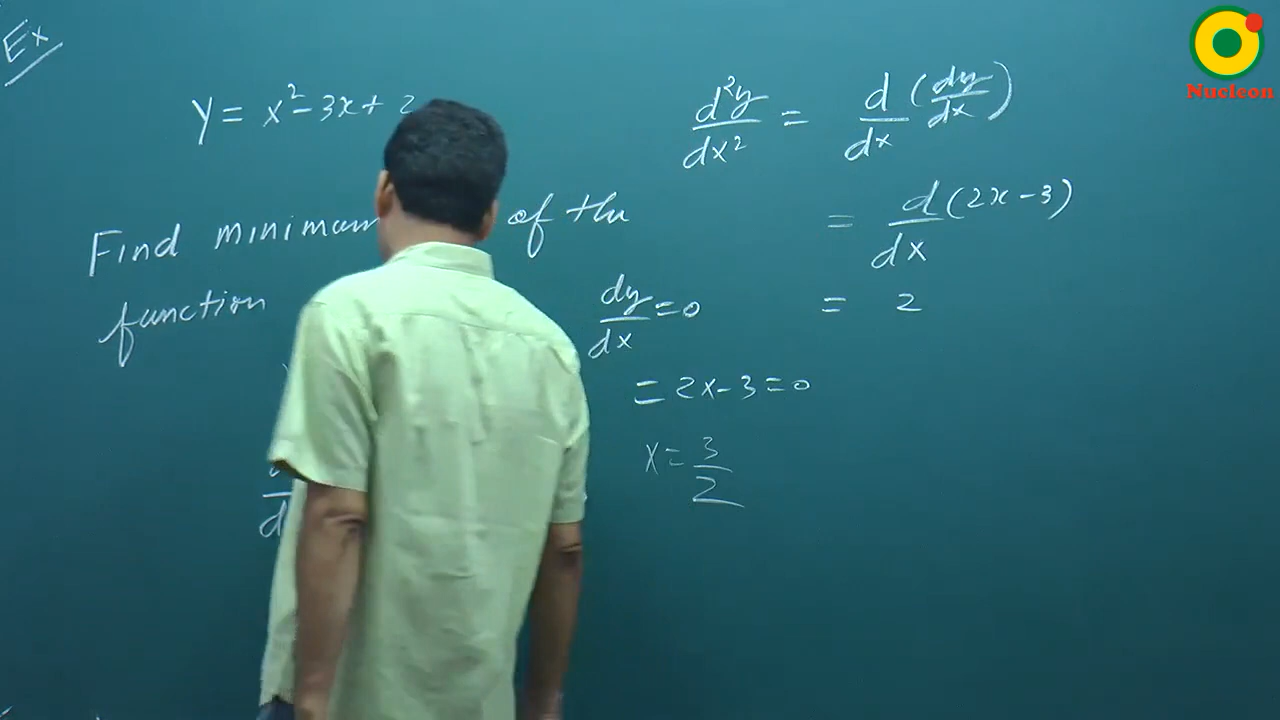 Ex
y = x² - 3x + 2
Find minimum of the
function
dy/dx = 0
= 2x - 3 = 0
x = 3/2
d²y/dx² = d/dx (dy/dx)
= d/dx (2x - 3)
= 2
Nucleon